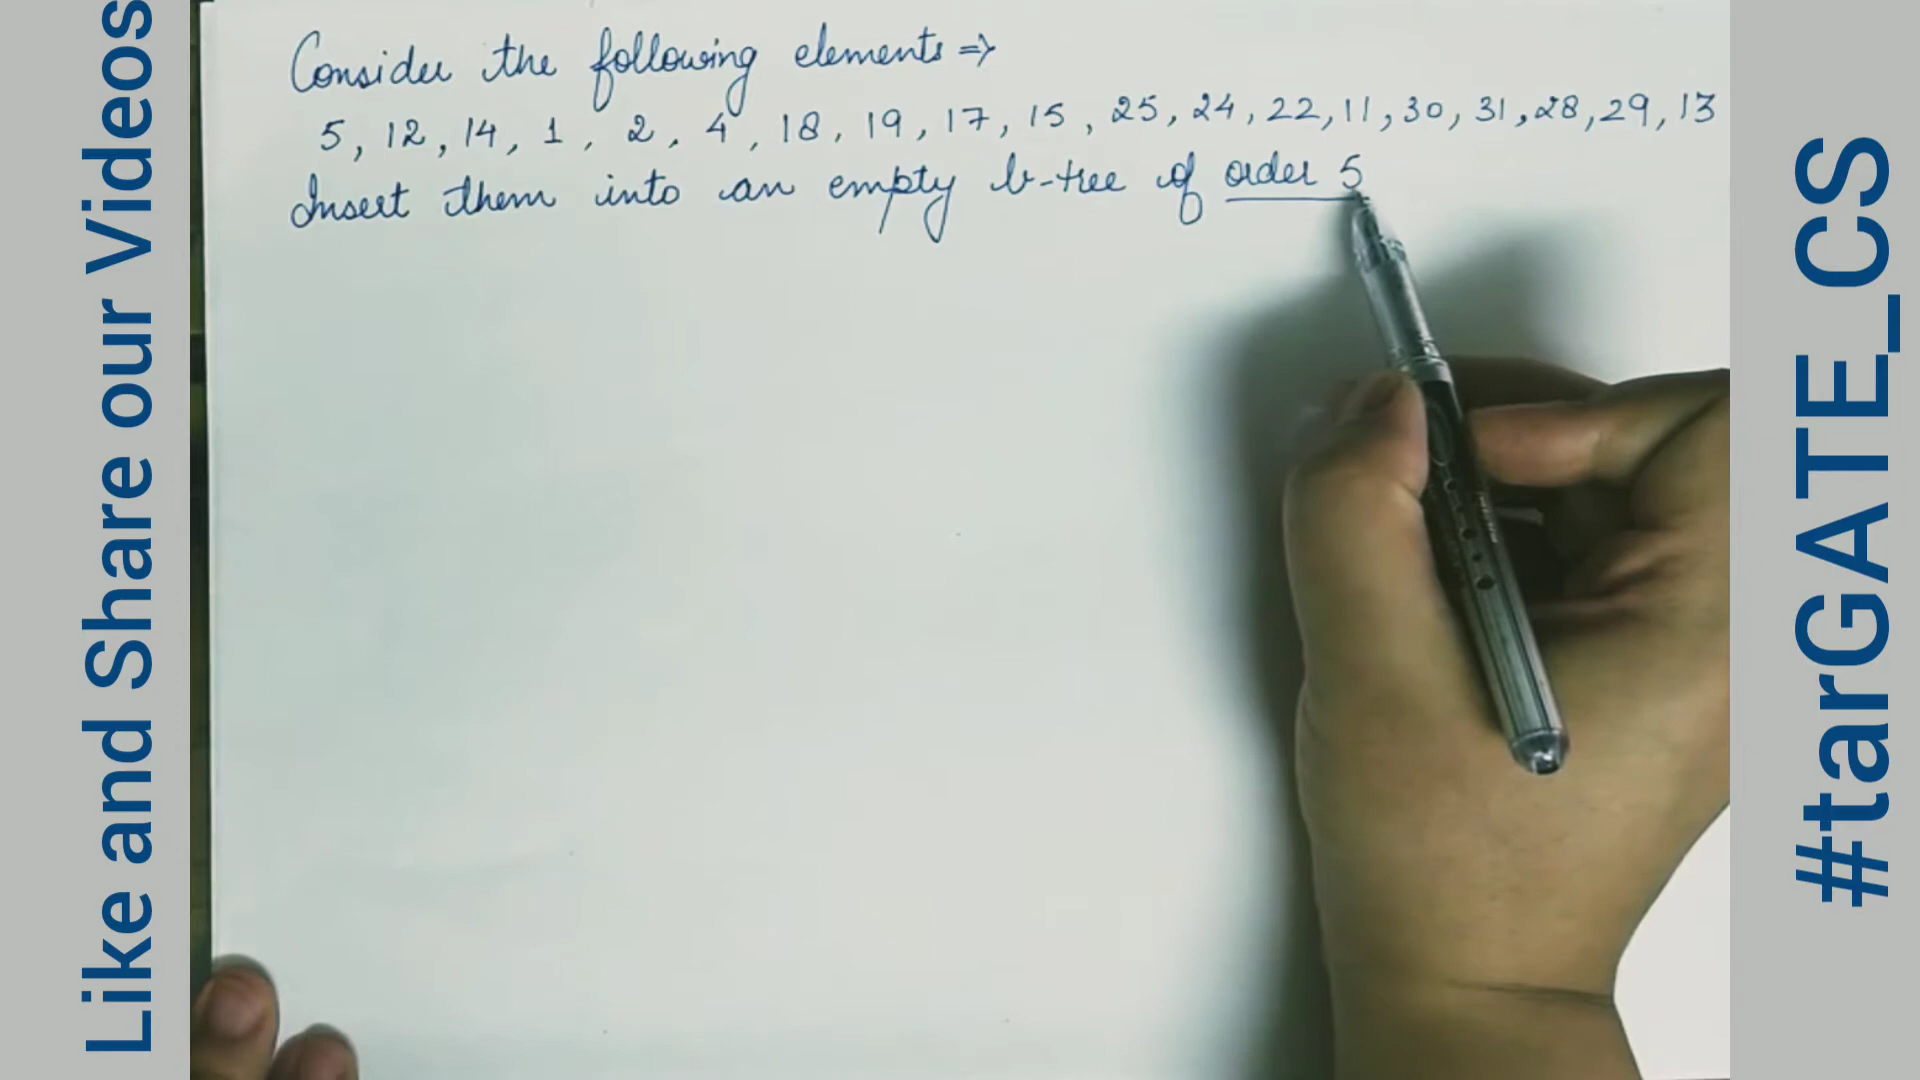 Like and Share our Videos
Consider the following elements ⇒
5, 12, 14, 1, 2, 4, 18, 19, 17, 15, 25, 24, 22, 11, 30, 31, 28, 29, 13
Insert them into an empty b-tree of order 5
#tarGATE_CS